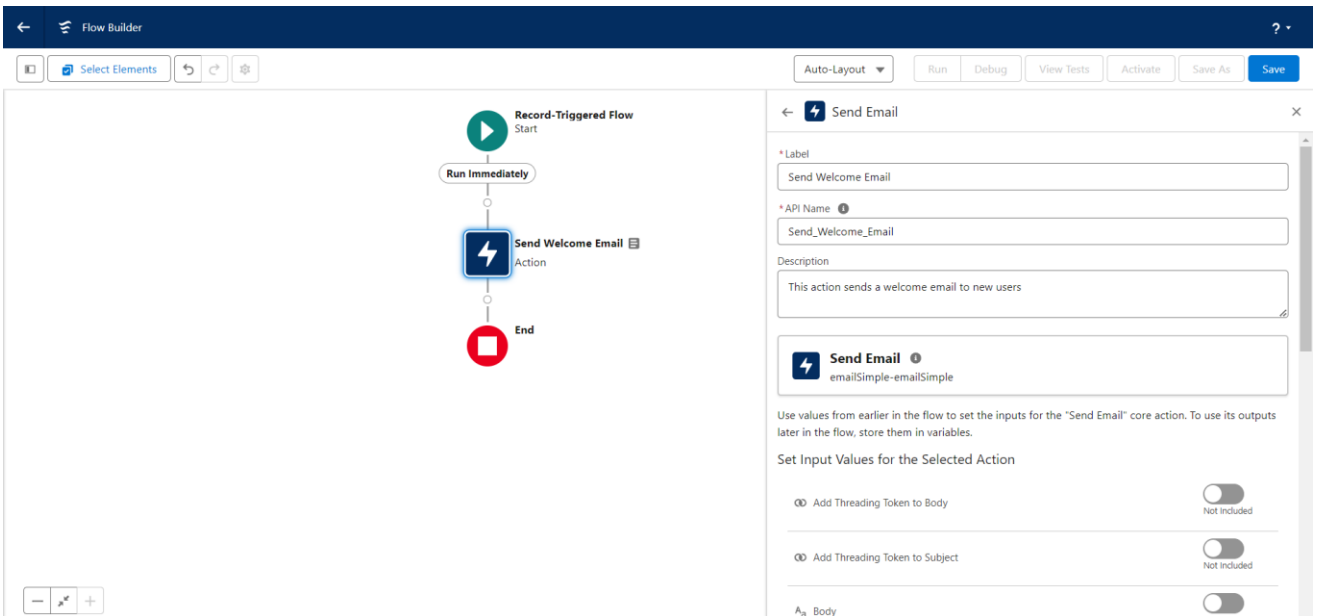 Flow Builder
?
Select Elements
Auto-Layout
Run
Debug
View Tests
Activate
Save As
Save
Record-Triggered Flow
Start
Run Immediately
Send Welcome Email
Action
End
Send Email
*Label
Send Welcome Email
*API Name
Send_Welcome_Email
Description
This action sends a welcome email to new users
Send Email
emailSimple-emailSimple
Use values from earlier in the flow to set the inputs for the "Send Email" core action. To use its outputs
later in the flow, store them in variables.
Set Input Values for the Selected Action
Add Threading Token to Body
Not Included
Add Threading Token to Subject
Not Included
Aa Body